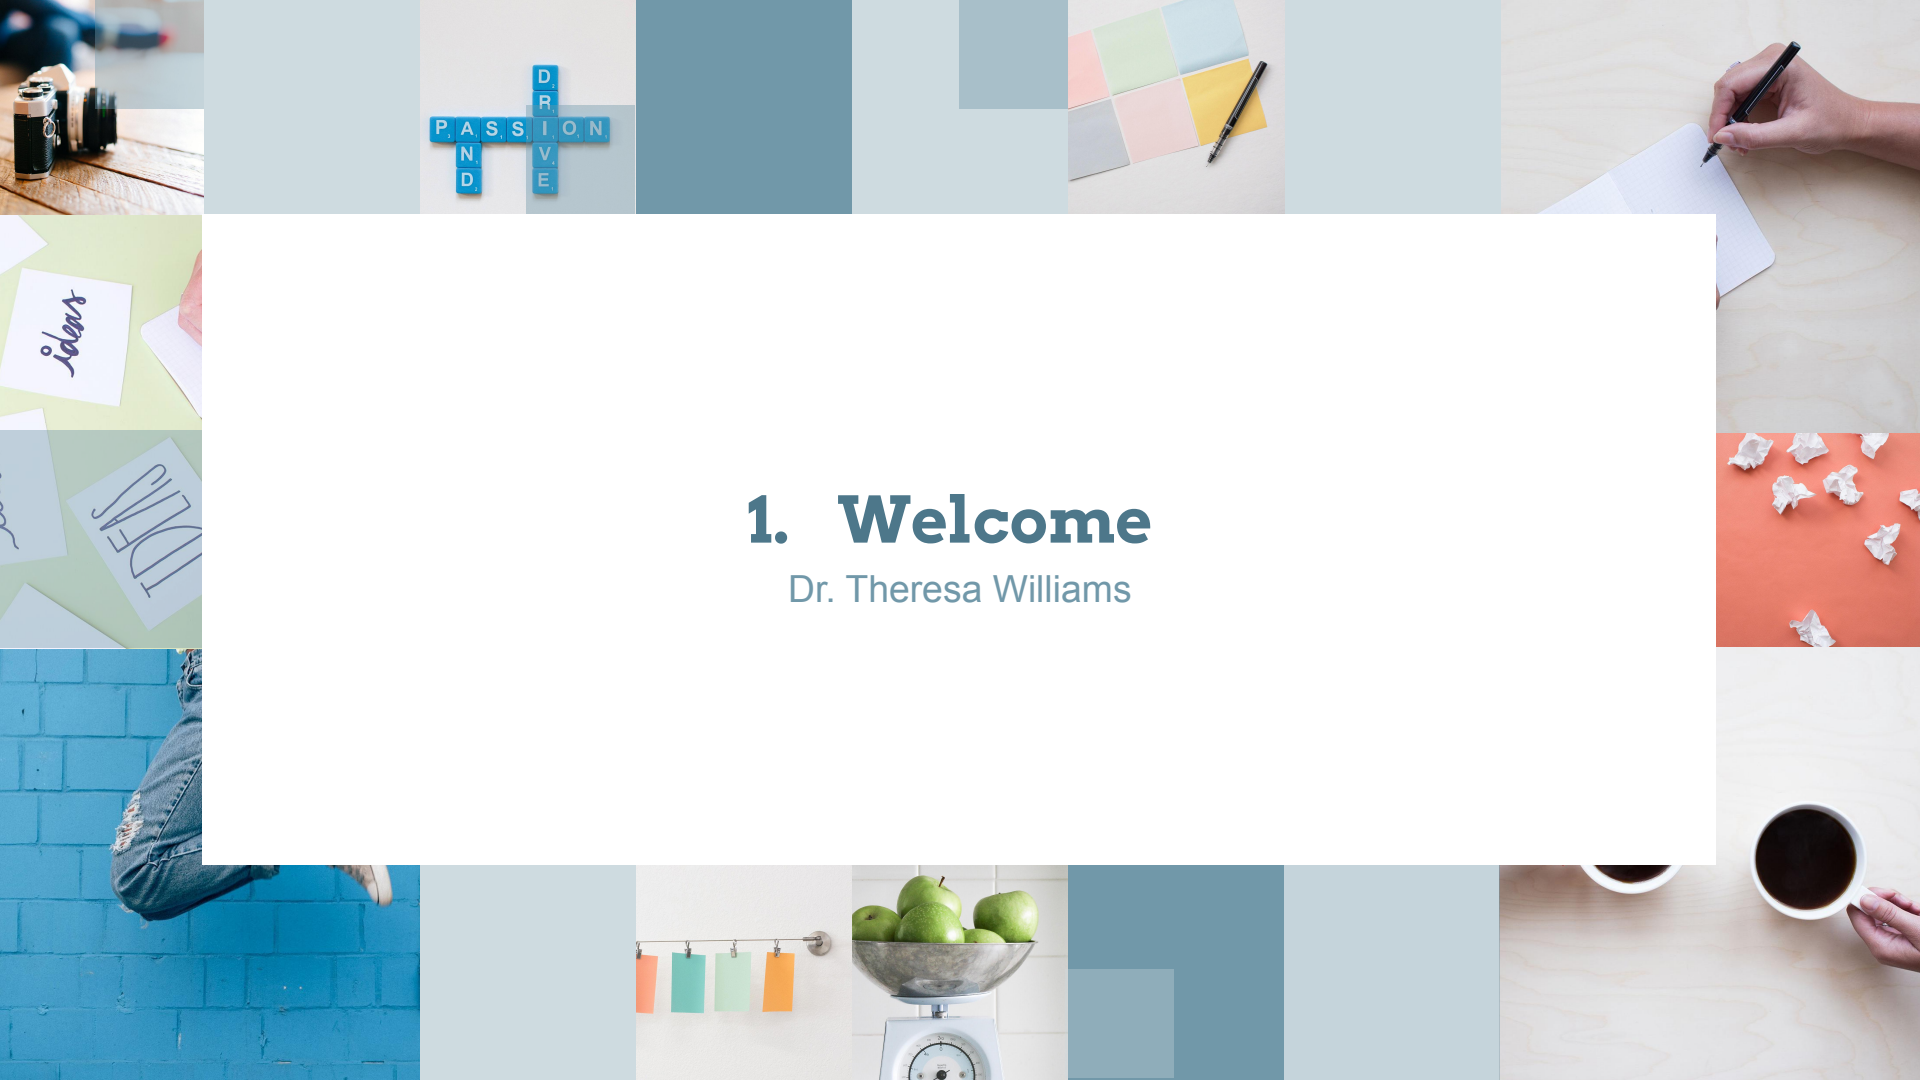 DRIVE
PASSION
AND
ideas
IDEAS
1. Welcome
Dr. Theresa Williams